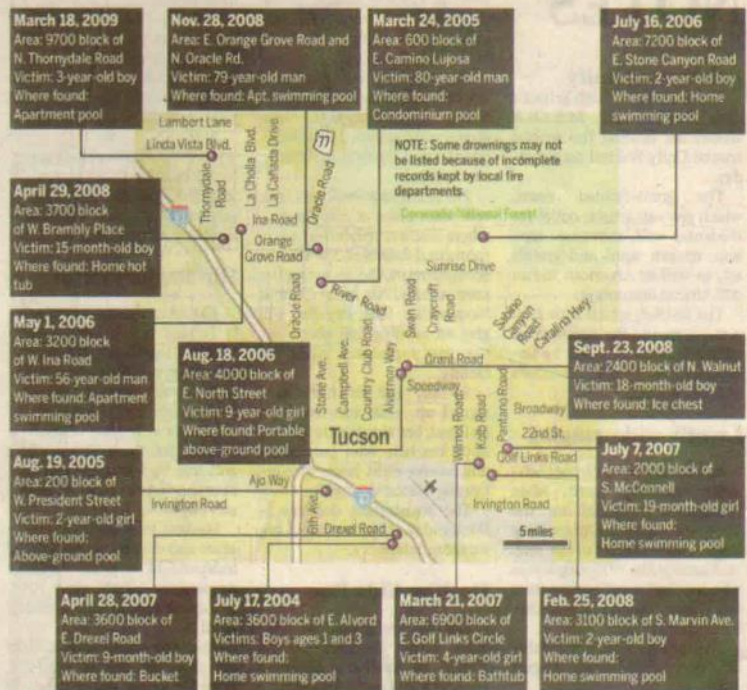 March 18, 2009
Area: 9700 block of
N. Thornydale Road
Victim: 3-year-old boy
Where found:
Apartment pool
Nov. 28, 2008
Area: E. Orange Grove Road and
N. Oracle Rd.
Victim: 79-year-old man
Where found: Apt. swimming pool
March 24, 2005
Area: 600 block of
E. Camino Lujosa
Victim: 80-year-old man
Where found:
Condominium pool
July 16, 2006
Area: 7200 block of
E. Stone Canyon Road
Victim: 2-year-old boy
Where found: Home
swimming pool
NOTE: Some drownings may not
be listed because of incomplete
records kept by local fire
departments.
Lambert Lane
Linda Vista Blvd.
Thornydale
Road
La Cholla Blvd.
La Cañada Drive
Oracle Road
77
Coronado National Forest
April 29, 2008
Area: 3700 block
of W. Brambly Place
Victim: 15-month-old boy
Where found: Home hot
tub
Ina Road
Orange
Grove Road
Sunrise Drive
May 1, 2006
Area: 3200 block
of W. Ina Road
Victim: 56-year-old man
Where found: Apartment
swimming pool
Oracle Road
River Road
Swan Road
Craycroft
Road
Sabino
Canyon
Road
Catalina Hwy.
Aug. 18, 2006
Area: 4000 block of
E. North Street
Victim: 9-year-old girl
Where found: Portable
above-ground pool
Stone Ave.
Campbell Ave.
Country Club Road
Alvernon Way
Grant Road
Speedway
Wilmot Road
Kolb Road
Pantano Road
Broadway
22nd St.
Golf Links Road
Sept. 23, 2008
Area: 2400 block of N. Walnut
Victim: 18-month-old boy
Where found: Ice chest
Tucson
Aug. 19, 2005
Area: 200 block of
W. President Street
Victim: 2-year-old girl
Where found:
Above-ground pool
Ajo Way
Irvington Road
6th Ave.
Drexel Road
Irvington Road
5 miles
July 7, 2007
Area: 2000 block of
S. McConnell
Victim: 19-month-old girl
Where found:
Home swimming pool
April 28, 2007
Area: 3600 block of
E. Drexel Road
Victim: 9-month-old boy
Where found: Bucket
July 17, 2004
Area: 3600 block of E. Alvord
Victims: Boys ages 1 and 3
Where found:
Home swimming pool
March 21, 2007
Area: 6900 block of
E. Golf Links Circle
Victim: 4-year-old girl
Where found: Bathtub
Feb. 25, 2008
Area: 3100 block of S. Marvin Ave.
Victim: 2-year-old boy
Where found:
Home swimming pool